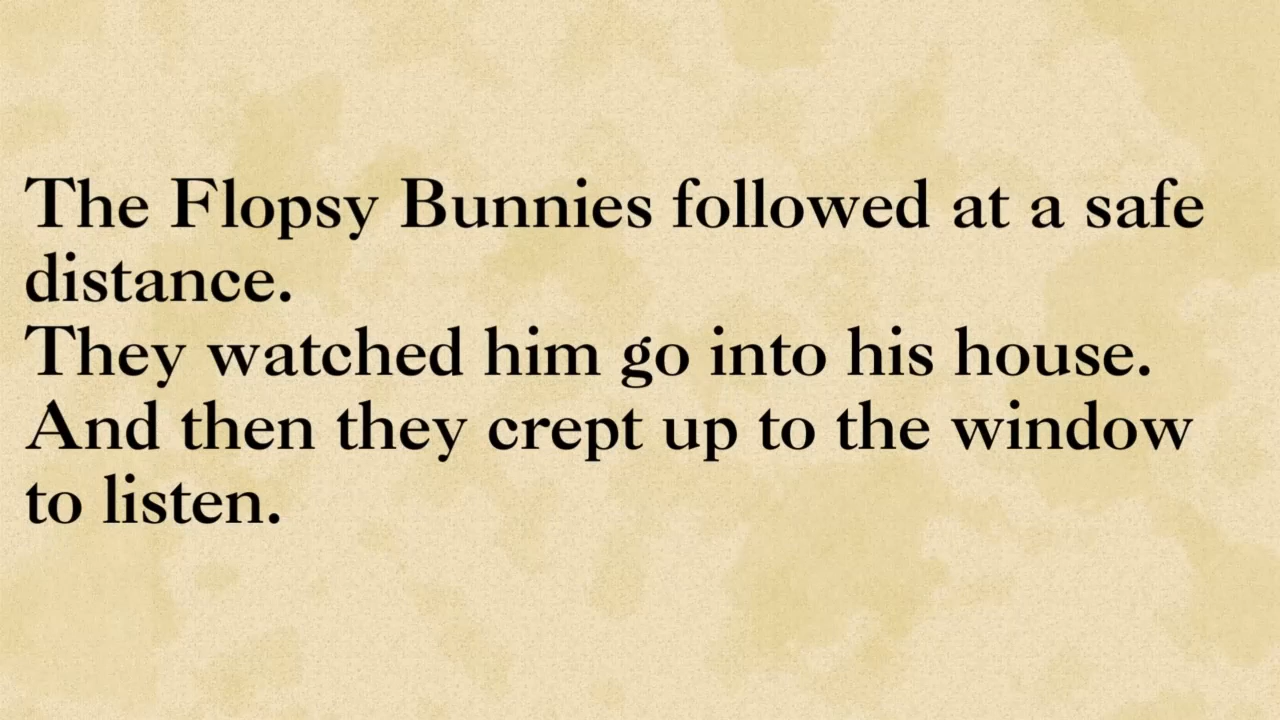 The Flopsy Bunnies followed at a safe
distance.
They watched him go into his house.
And then they crept up to the window
to listen.